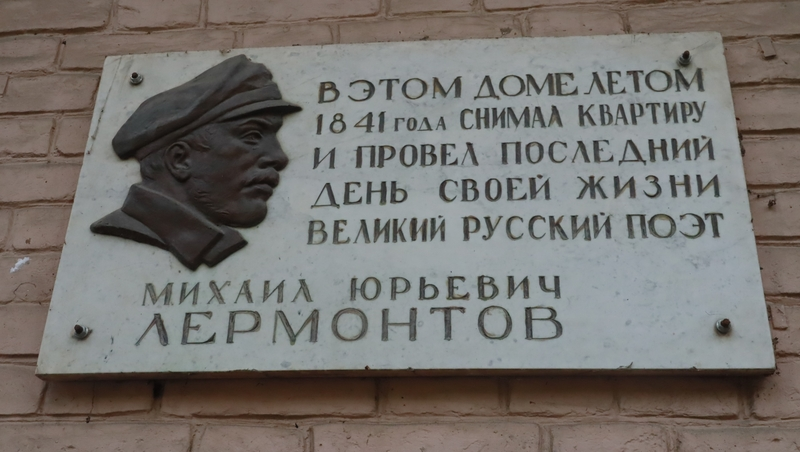 В ЭТОМ ДОМЕ ЛЕТОМ
1841 ГОДА СНИМАЛ КВАРТИРУ
И ПРОВЕЛ ПОСЛЕДНИЙ
ДЕНЬ СВОЕЙ ЖИЗНИ
ВЕЛИКИЙ РУССКИЙ ПОЭТ
МИХАИЛ ЮРЬЕВИЧ
ЛЕРМОНТОВ